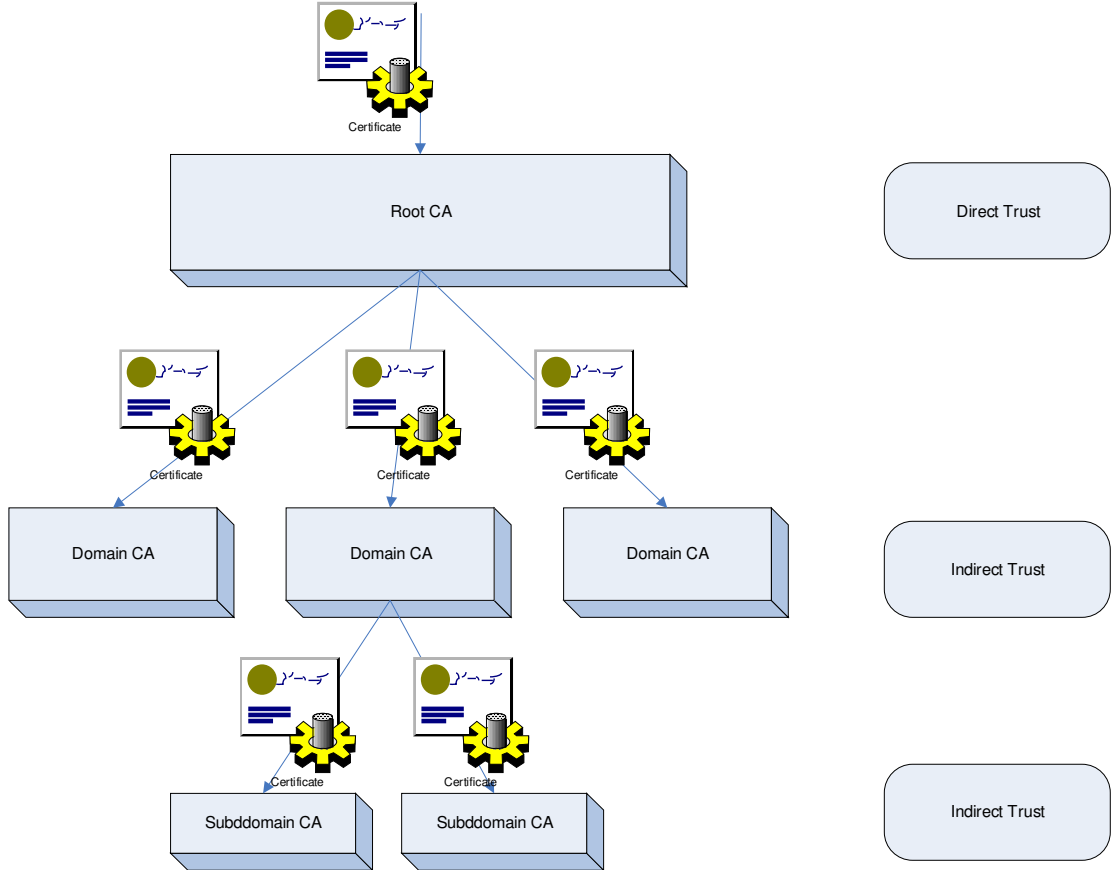 Certificate
Root CA
Direct Trust
Certificate
Certificate
Certificate
Domain CA
Domain CA
Domain CA
Indirect Trust
Certificate
Certificate
Subddomain CA
Subddomain CA
Indirect Trust